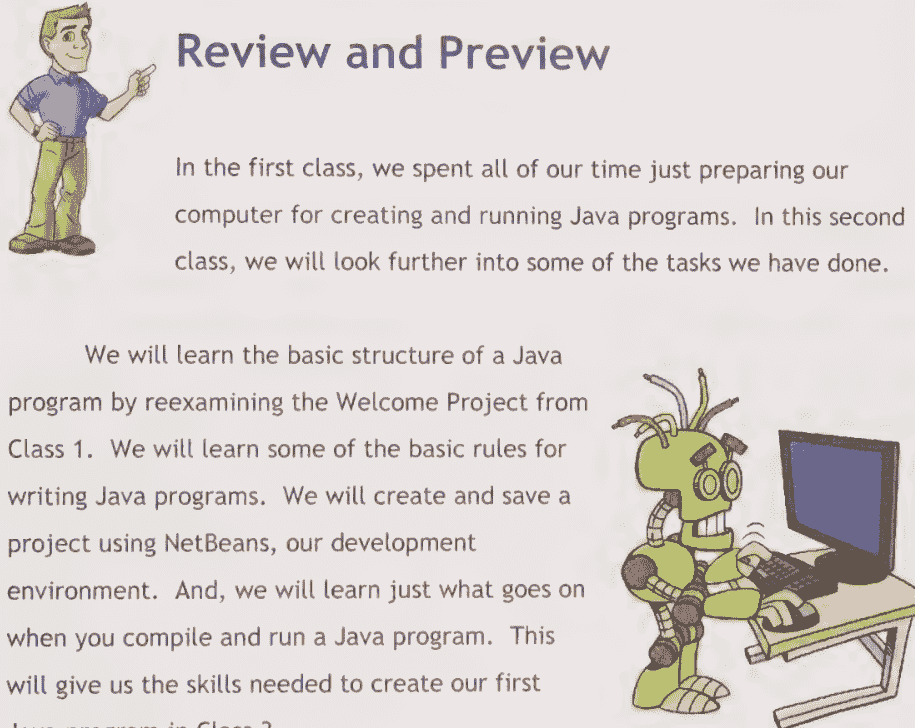 Review and Preview
In the first class, we spent all of our time just preparing our
computer for creating and running Java programs. In this second
class, we will look further into some of the tasks we have done.
We will learn the basic structure of a Java
program by reexamining the Welcome Project from
Class 1. We will learn some of the basic rules for
writing Java programs. We will create and save a
project using NetBeans, our development
environment. And, we will learn just what goes on
when you compile and run a Java program. This
will give us the skills needed to create our first
Java program in Class